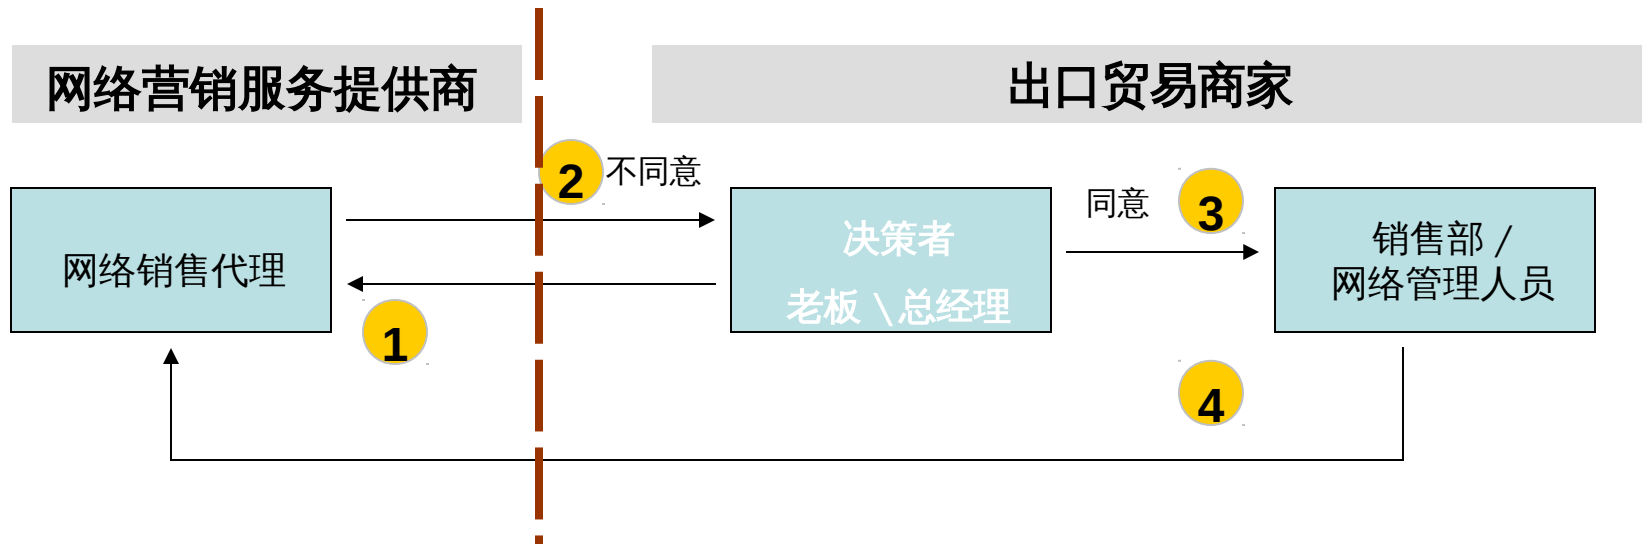 网络营销服务提供商
出口贸易商家
2
不同意
同意
3
网络销售代理
决策者
老板 \ 总经理
销售部 /
网络管理人员
1
4